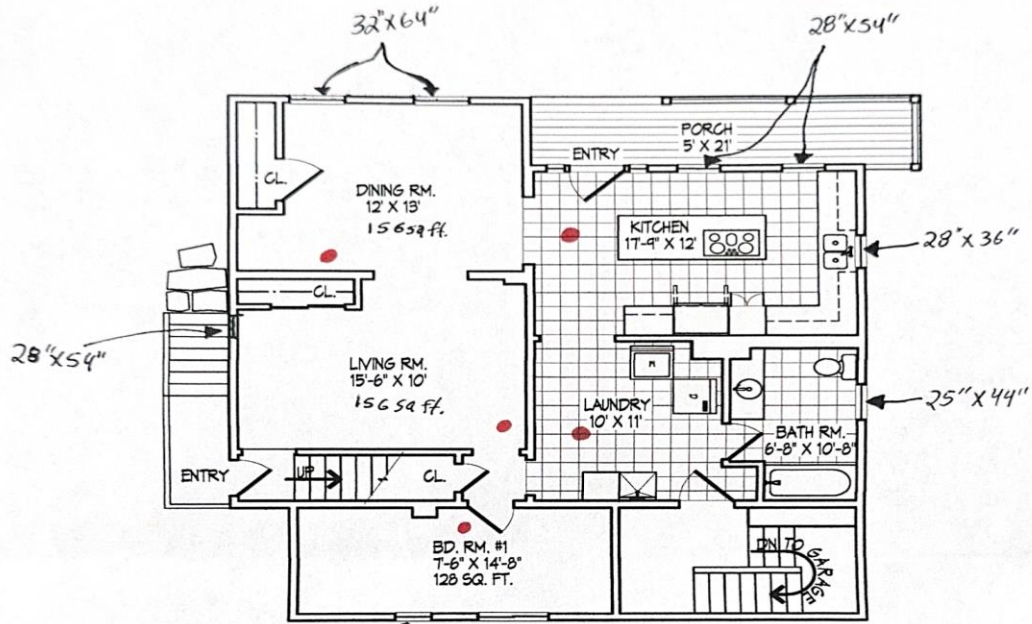 32"X64"
28"X54"
PORCH
5' X 21'
ENTRY
CL.
DINING RM.
12' X 13'
156 sq ft.
KITCHEN
17'-9" X 12'
28" X 36"
CL.
28"X54"
LIVING RM.
15'-6" X 10'
156 sq ft.
LAUNDRY
10' X 11'
25" X 44"
BATH RM.
6'-8" X 10'-8"
ENTRY
UP
CL.
BD. RM. #1
7'-6" X 14'-8"
128 SQ. FT.
DN TO GARAGE